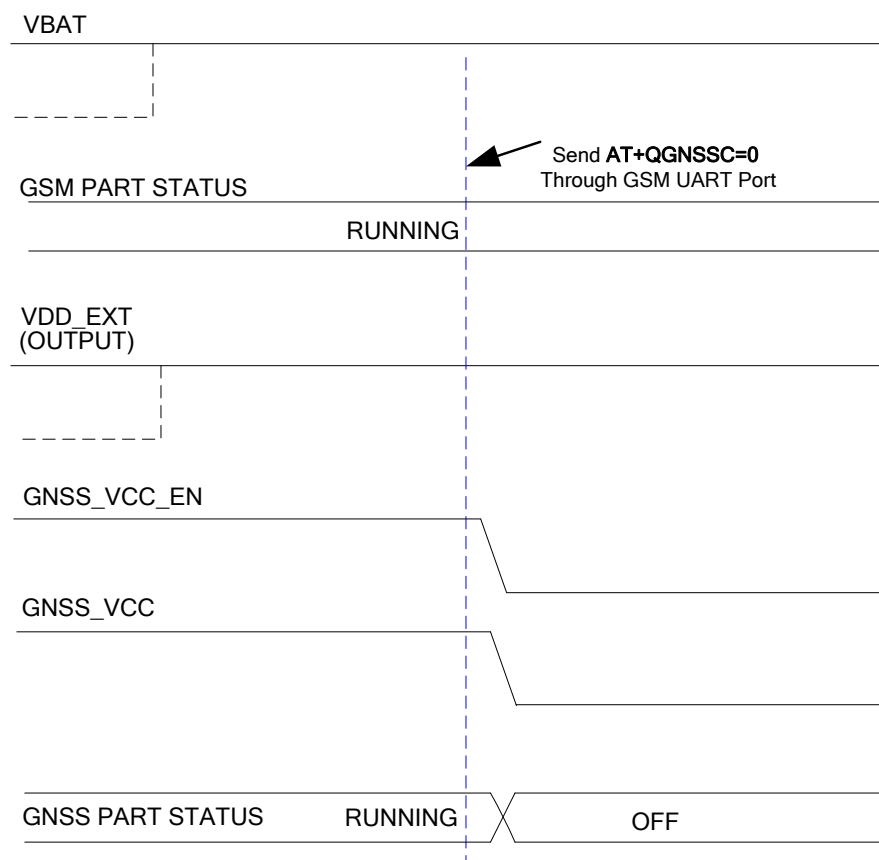 VBAT
Send AT+QGNSSC=0
Through GSM UART Port
GSM PART STATUS
RUNNING
VDD_EXT
(OUTPUT)
GNSS_VCC_EN
GNSS_VCC
GNSS PART STATUS RUNNING OFF